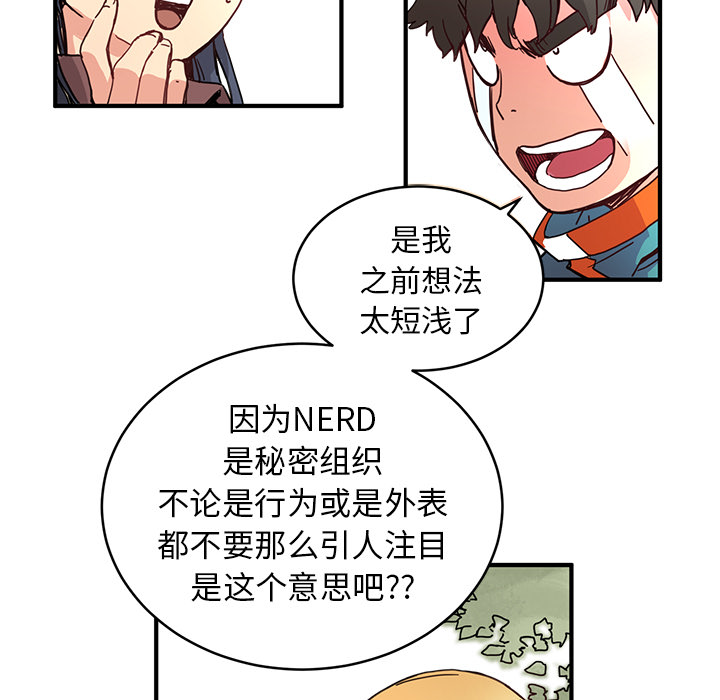 是我
之前想法
太短浅了
因为NERD
是秘密组织
不论是行为或是外表
都不要那么引人注目
是这个意思吧??